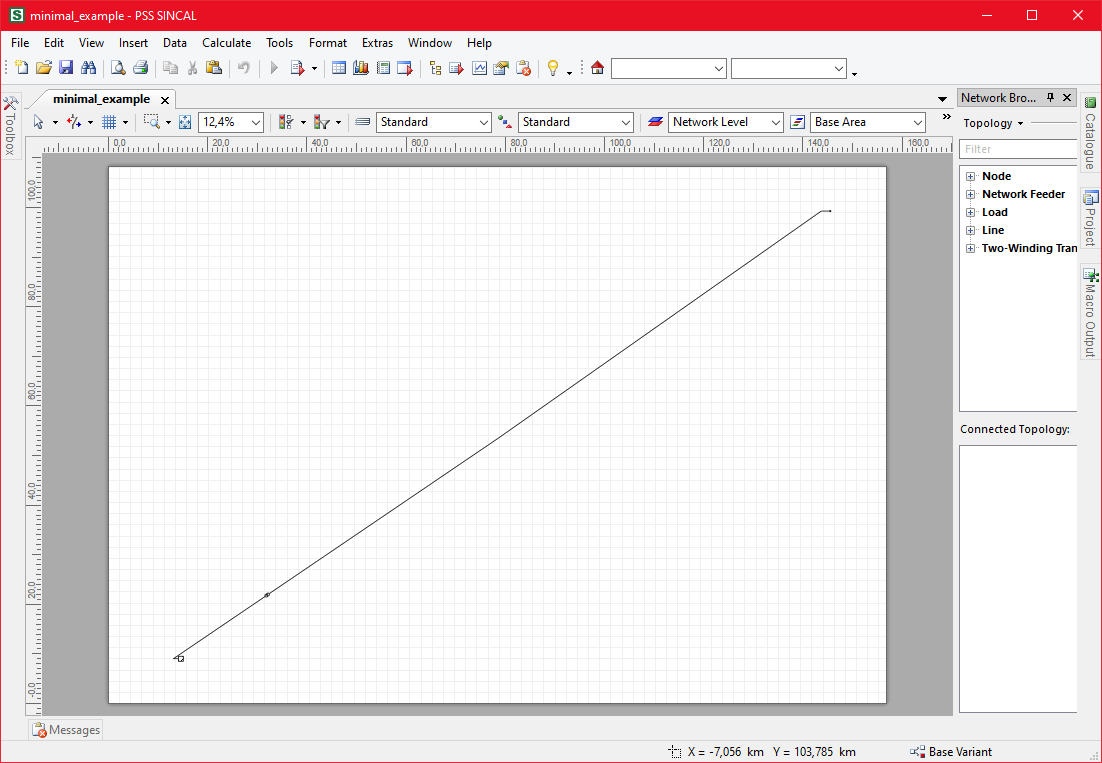 minimal_example - PSS SINCAL
File Edit View Insert Data Calculate Tools Format Extras Window Help
minimal_example
Network Bro...
12,4% Standard Standard Network Level Base Area
Topology
Filter
0,0 20,0 40,0 60,0 80,0 100,0 120,0 140,0 160,0
100,0
80,0
60,0
40,0
20,0
-0,0
Node
Network Feeder
Load
Line
Two-Winding Tran
Connected Topology:
Toolbox
Catalogue
Project
Macro Output
Messages
X = -7,056 km Y = 103,785 km
Base Variant